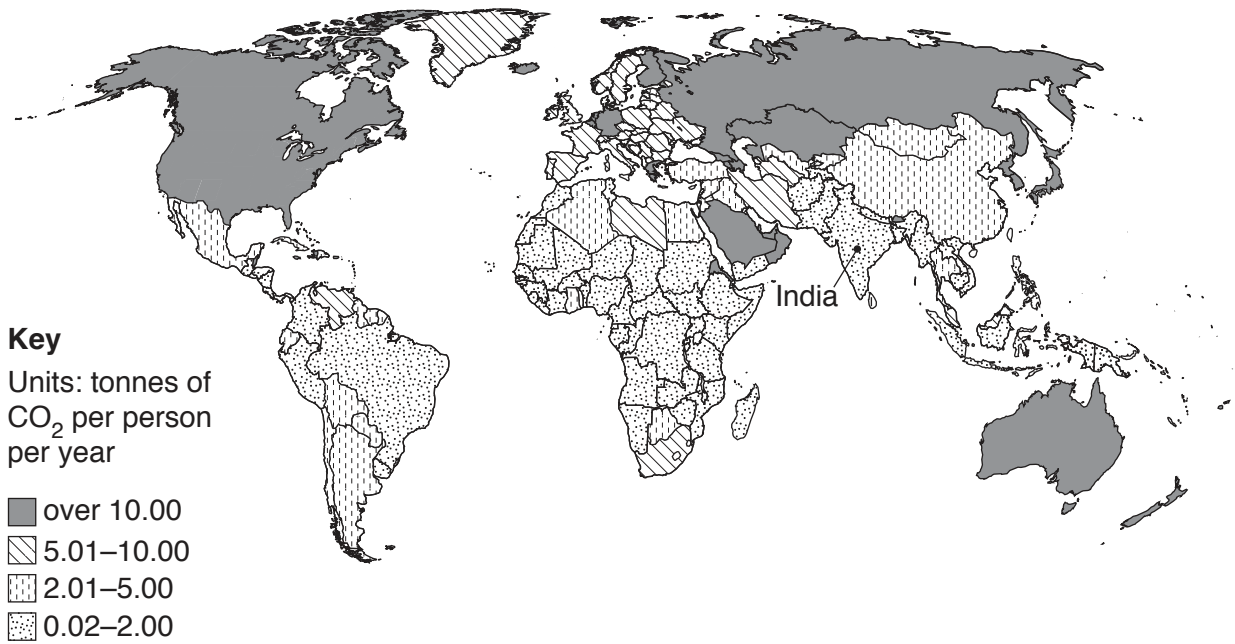 India
Key
Units: tonnes of
CO₂ per person
per year
over 10.00
5.01–10.00
2.01–5.00
0.02–2.00